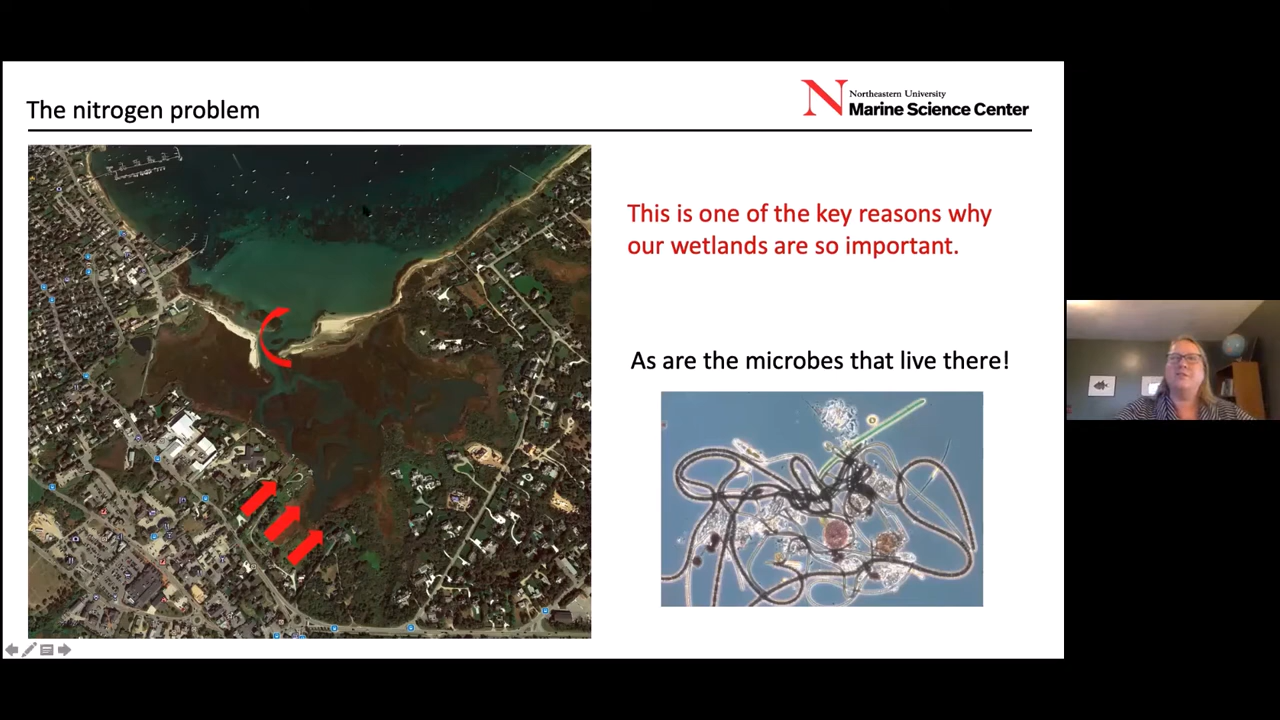 The nitrogen problem
N Northeastern University
Marine Science Center
This is one of the key reasons why
our wetlands are so important.
As are the microbes that live there!